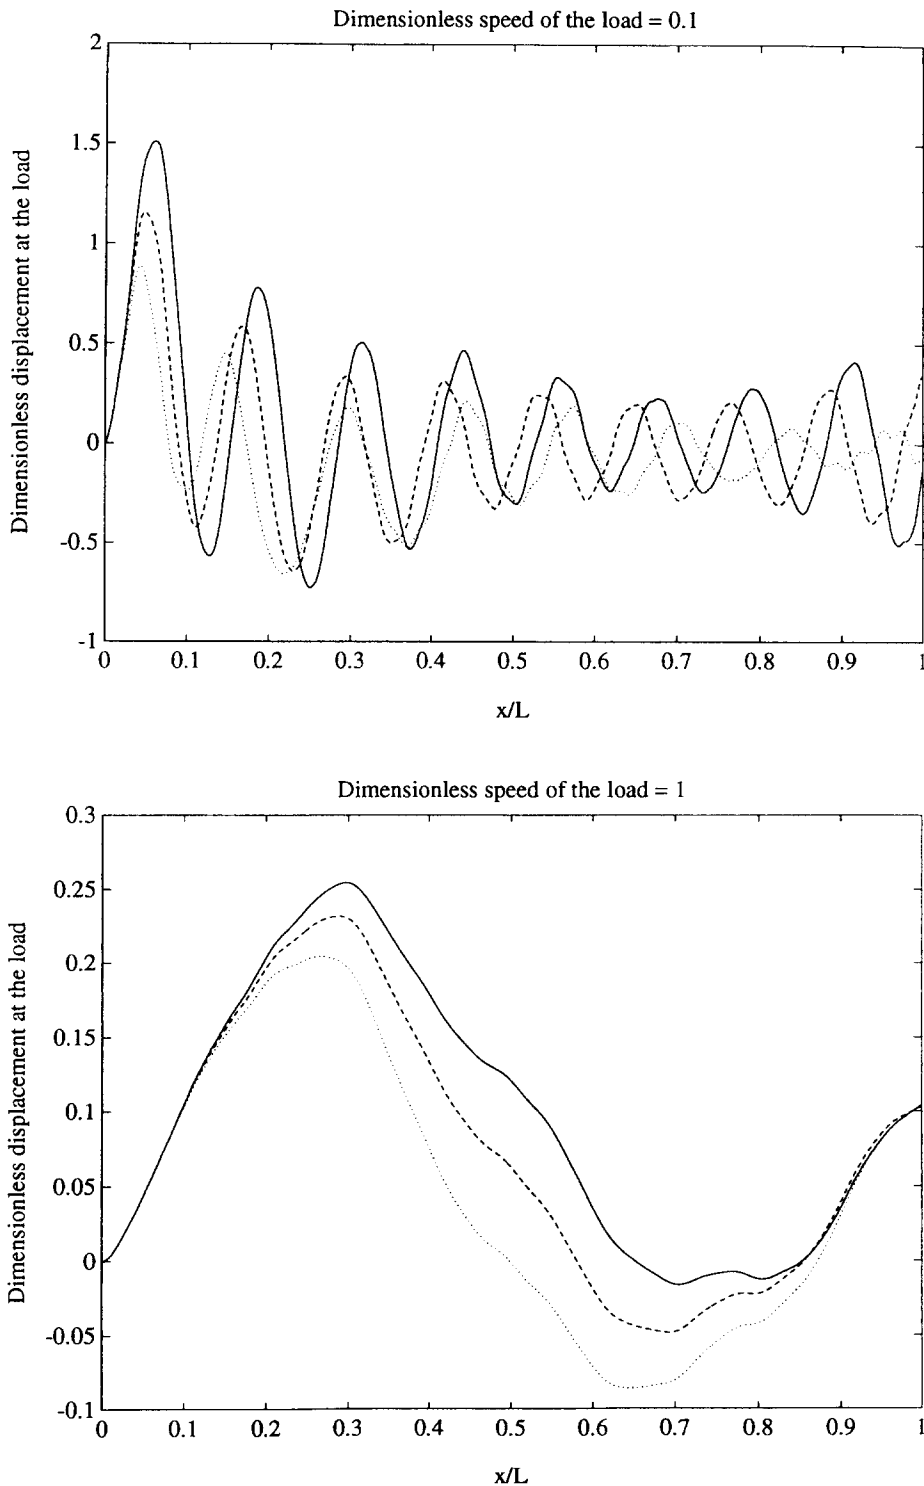 Dimensionless speed of the load = 0.1
2
1.5
1
0.5
0
-0.5
-1
Dimensionless displacement at the load
0 0.1 0.2 0.3 0.4 0.5 0.6 0.7 0.8 0.9 1
x/L
Dimensionless speed of the load = 1
0.3
0.25
0.2
0.15
0.1
0.05
0
-0.05
-0.1
Dimensionless displacement at the load
0 0.1 0.2 0.3 0.4 0.5 0.6 0.7 0.8 0.9 1
x/L